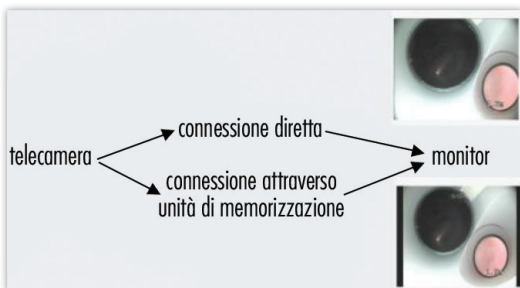 connessione diretta
telecamera
monitor
connessione attraverso
unità di memorizzazione